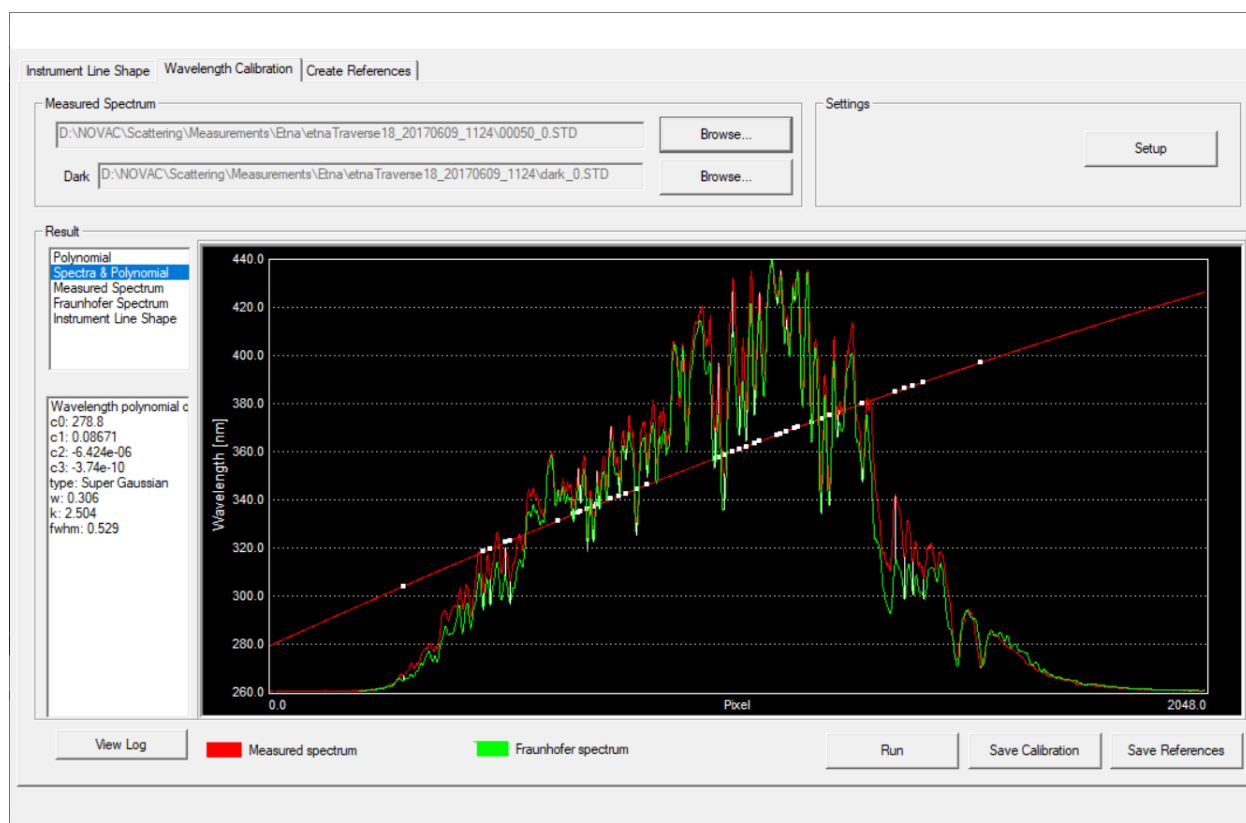 Instrument Line Shape
Wavelength Calibration
Create References
Measured Spectrum
D:\NOVAC\Scattering\Measurements\Etna\etnaTraverse18_20170609_1124\00050_0.STD
Browse...
Dark
D:\NOVAC\Scattering\Measurements\Etna\etnaTraverse18_20170609_1124\dark_0.STD
Browse...
Settings
Setup
Result
Polynomial
Spectra & Polynomial
Measured Spectrum
Fraunhofer Spectrum
Instrument Line Shape
Wavelength polynomial c
c0: 278.8
c1: 0.08671
c2: -6.424e-06
c3: -3.74e-10
type: Super Gaussian
w: 0.306
k: 2.504
fwhm: 0.529
Wavelength [nm]
440.0
420.0
400.0
380.0
360.0
340.0
320.0
300.0
280.0
260.0
0.0
Pixel
2048.0
View Log
Measured spectrum
Fraunhofer spectrum
Run
Save Calibration
Save References